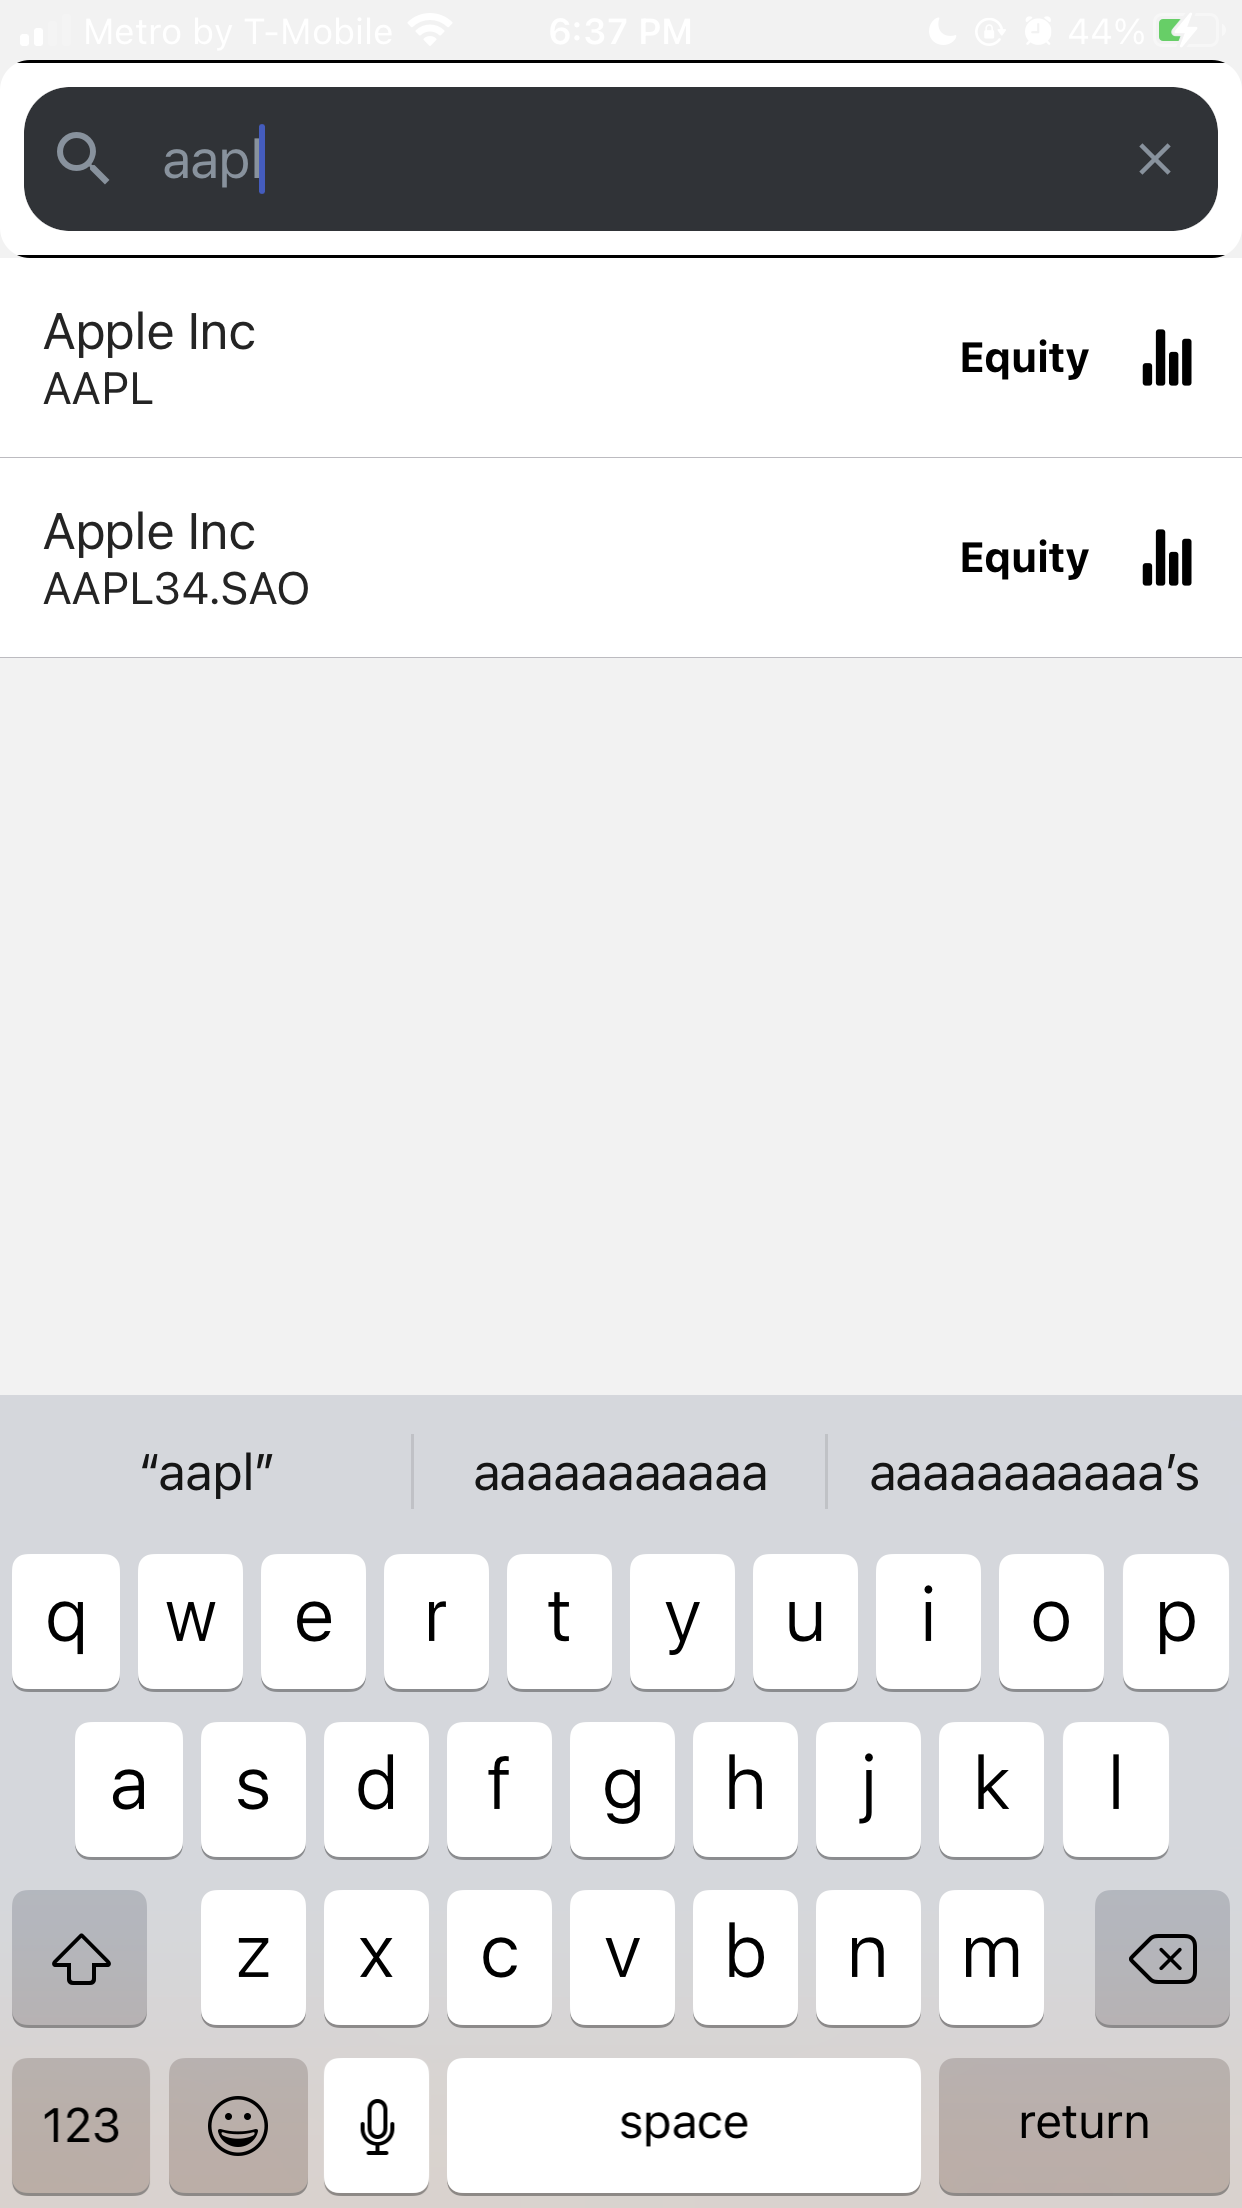 Metro by T-Mobile 6:37 PM 44%
aapl
Apple Inc
AAPL
Equity
Apple Inc
AAPL34.SAO
Equity
“aapl” aaaaaaaaaaa aaaaaaaaaaa’s
q w e r t y u i o p
a s d f g h j k l
z x c v b n m
123 space return